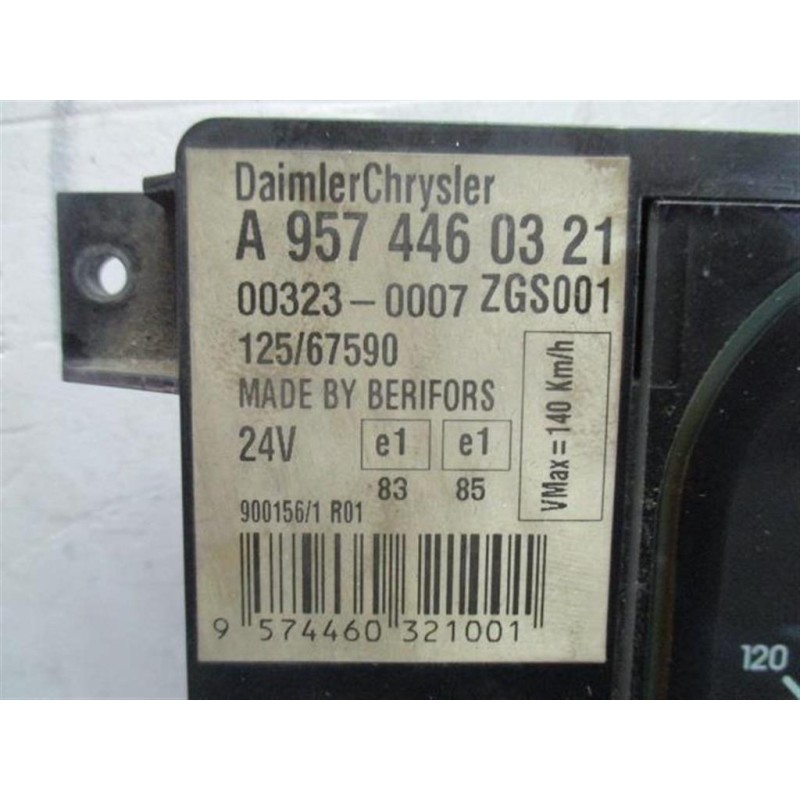 DaimlerChrysler
A 957 446 03 21
00323-0007 ZGS001
125/67590
MADE BY BERIFORS
24V e1 e1
83 85
VMax = 140 Km/h
900156/1 R01
9 574460 321001
120